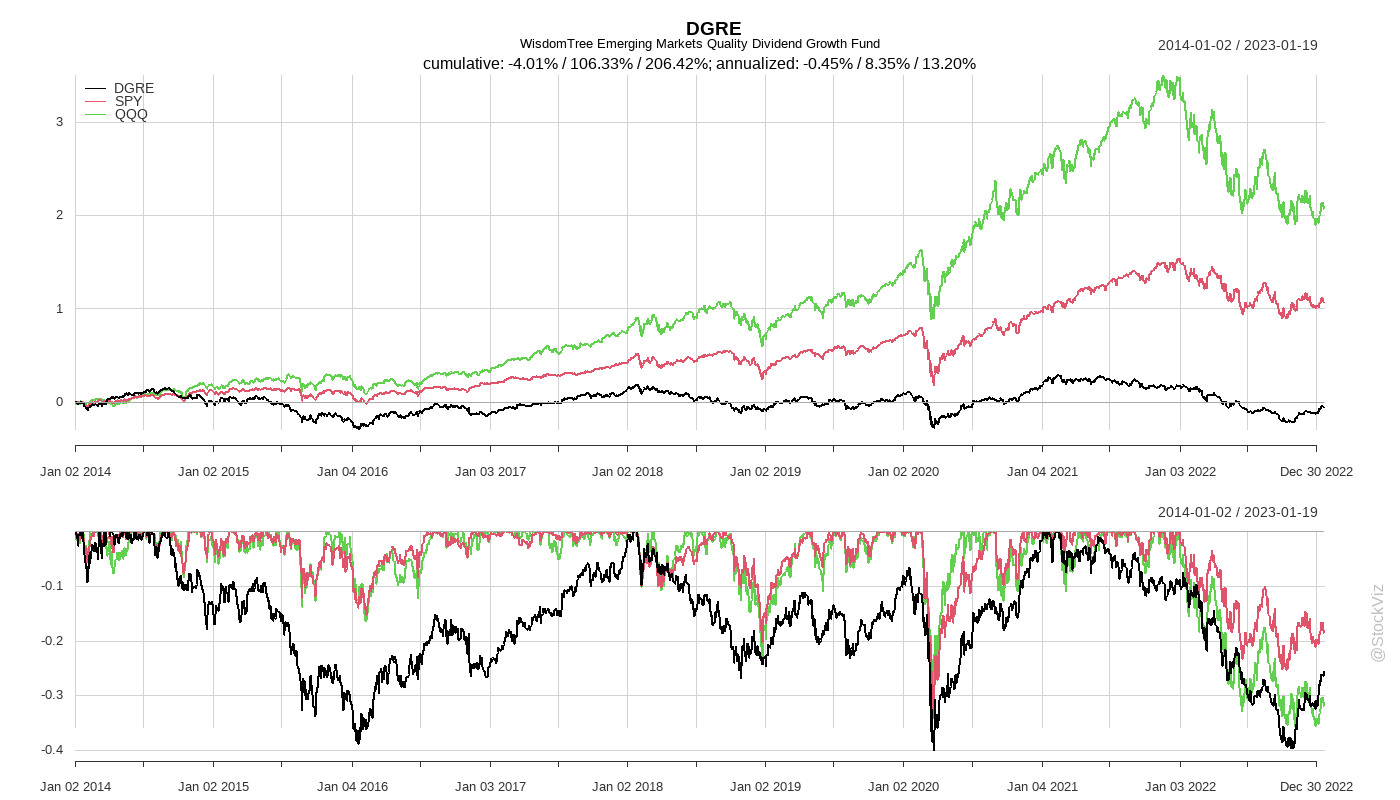 DGRE
WisdomTree Emerging Markets Quality Dividend Growth Fund
2014-01-02 / 2023-01-19
cumulative: -4.01% / 106.33% / 206.42%; annualized: -0.45% / 8.35% / 13.20%
DGRE
SPY
QQQ
3
2
1
0
Jan 02 2014 Jan 02 2015 Jan 04 2016 Jan 03 2017 Jan 02 2018 Jan 02 2019 Jan 02 2020 Jan 04 2021 Jan 03 2022 Dec 30 2022
2014-01-02 / 2023-01-19
-0.1
-0.2
-0.3
-0.4
Jan 02 2014 Jan 02 2015 Jan 04 2016 Jan 03 2017 Jan 02 2018 Jan 02 2019 Jan 02 2020 Jan 04 2021 Jan 03 2022 Dec 30 2022
@StockViz